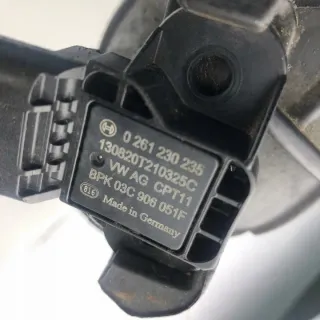 0 261 230 235
130820T210325C
VW AG CPT11
8PK 03C 906 051F
Made in Germany